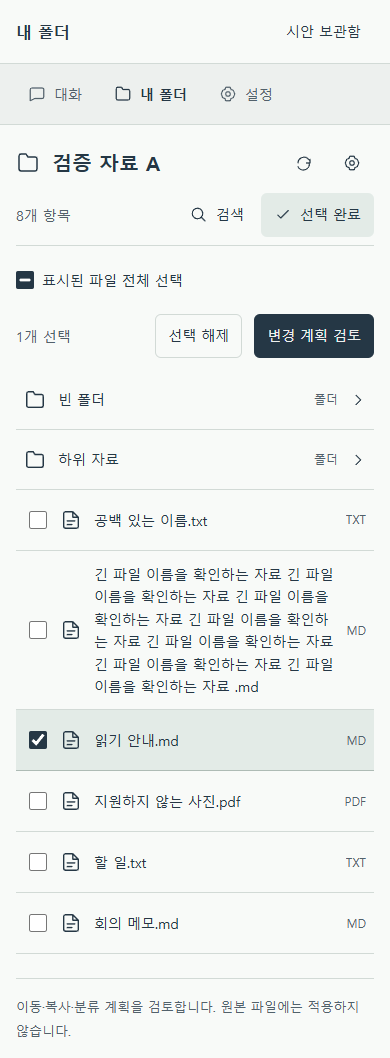 내 폴더
시안 보관함
대화
내 폴더
설정
검증 자료 A
8개 항목
검색
선택 완료
표시된 파일 전체 선택
1개 선택
선택 해제
변경 계획 검토
빈 폴더
폴더
하위 자료
폴더
공백 있는 이름.txt
TXT
긴 파일 이름을 확인하는 자료 긴 파일
이름을 확인하는 자료 긴 파일 이름을
확인하는 자료 긴 파일 이름을 확인하
는 자료 긴 파일 이름을 확인하는 자료
긴 파일 이름을 확인하는 자료 긴 파일
이름을 확인하는 자료 .md
MD
읽기 안내.md
MD
지원하지 않는 사진.pdf
PDF
할 일.txt
TXT
회의 메모.md
MD
이동·복사·분류 계획을 검토합니다. 원본 파일에는 적용하지
않습니다.